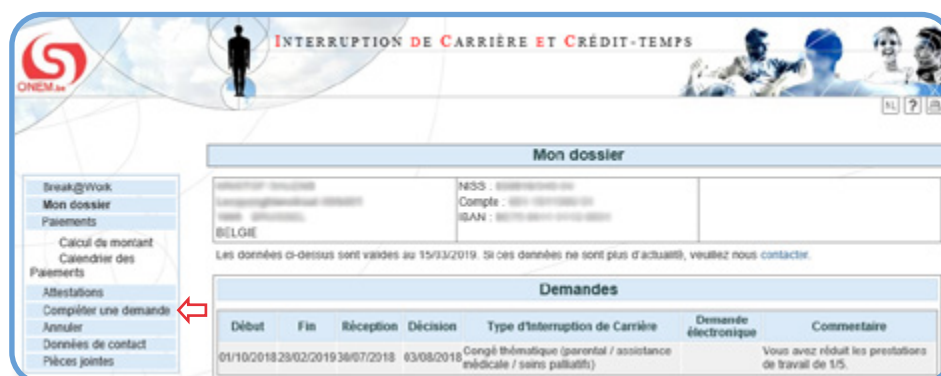 INTERRUPTION DE CARRIÈRE ET CRÉDIT-TEMPS
ONEM.be
NL ?
Mon dossier
Break@Work
Mon dossier
Paiements
Calcul de montant
Calendrier des
Paiements
Attestations
Compléter une demande
Annuler
Données de contact
Pièces jointes
NISS :
Compte :
IBAN :
BELGIE
Les données ci-dessus sont valides au 15/03/2019. Si ces données ne sont plus d'actualité, veuillez nous contacter.
Demandes
Début Fin Réception Décision Type d'Interruption de Carrière Demande électronique Commentaire
01/10/2018 28/02/2019 30/07/2018 03/08/2018 Congé thématique (parental / assistance médicale / soins palliatifs) Vous avez réduit les prestations de travail de 1/5.